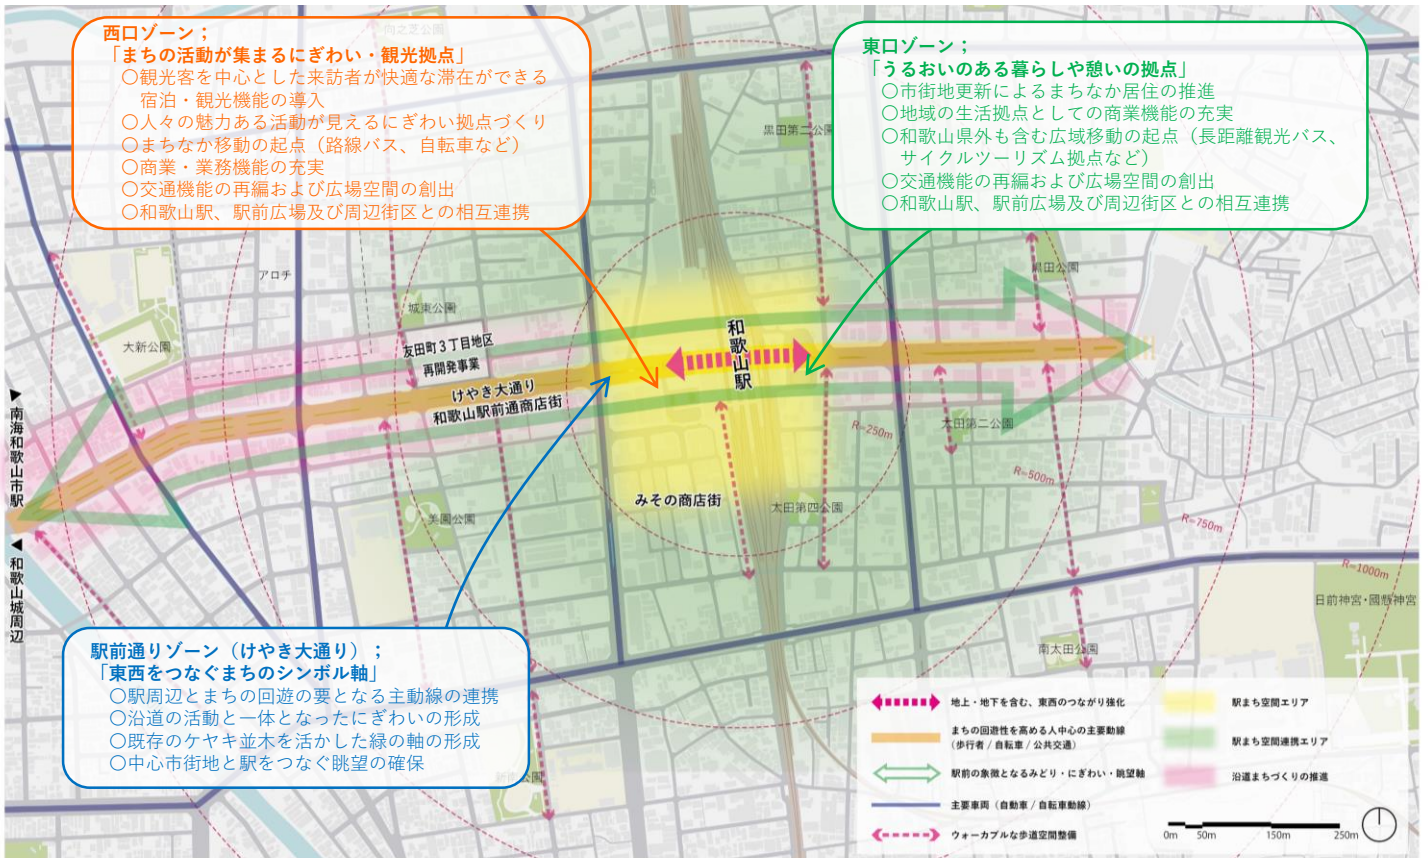 西口ゾーン；
「まちの活動が集まるにぎわい・観光拠点」
〇観光客を中心とした来訪者が快適な滞在ができる
宿泊・観光機能の導入
〇人々の魅力ある活動が見えるにぎわい拠点づくり
〇まちなか移動の起点（路線バス、自転車など）
〇商業・業務機能の充実
〇交通機能の再編および広場空間の創出
〇和歌山駅、駅前広場及び周辺街区との相互連携
東口ゾーン；
「うるおいのある暮らしや憩いの拠点」
〇市街地更新によるまちなか居住の推進
〇地域の生活拠点としての商業機能の充実
〇和歌山県外も含む広域移動の起点（長距離観光バス、
サイクルツーリズム拠点など）
〇交通機能の再編および広場空間の創出
〇和歌山駅、駅前広場及び周辺街区との相互連携
黒田第二公園
アロチ
黒田公園
城東公園
大新公園
友田町３丁目地区
再開発事業
和歌山駅
けやき大通り
和歌山駅前通商店街
◀南海和歌山市駅
太田第二公園
R=250m
R=500m
みその商店街
太田第四公園
美園公園
R=750m
◀和歌山城周辺
R=1000m
日前神宮・國懸神宮
南太田公園
駅前通りゾーン（けやき大通り）；
「東西をつなぐまちのシンボル軸」
〇駅周辺とまちの回遊の要となる主動線の連携
〇沿道の活動と一体となったにぎわいの形成
〇既存のケヤキ並木を活かした緑の軸の形成
〇中心市街地と駅をつなぐ眺望の確保
地上・地下を含む、東西のつながり強化
まちの回遊性を高める人中心の主要動線
（歩行者 / 自転車 / 公共交通）
駅前の象徴となるみどり・にぎわい・眺望軸
主要車両（自動車 / 自転車動線）
ウォーカブルな歩道空間整備
駅まち空間エリア
駅まち空間連携エリア
沿道まちづくりの推進
0m 50m 150m 250m